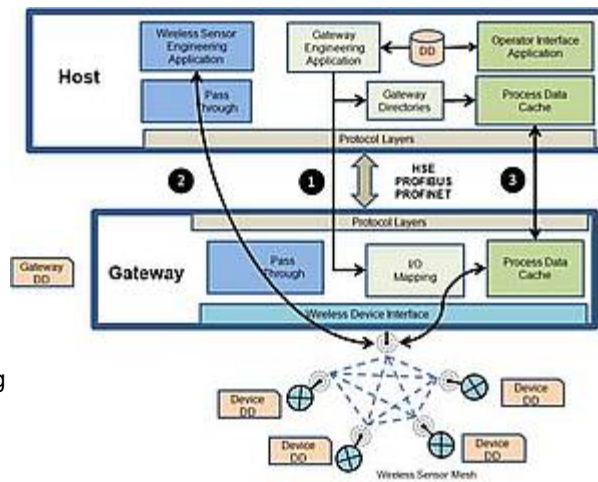 Wireless Sensor
Engineering
Application
Gateway
Engineering
Application
DD
Operator Interface
Application
Host
Pass
Through
Gateway
Directories
Process Data
Cache
Protocol Layers
2
1
HSE
PROFIBUS
PROFINET
3
Protocol Layers
Gateway
DD
Gateway
Pass
Through
I/O
Mapping
Process Data
Cache
Wireless Device Interface
g
Device
DD
Device
DD
Device
DD
Device
DD
Wireless Sensor Mesh